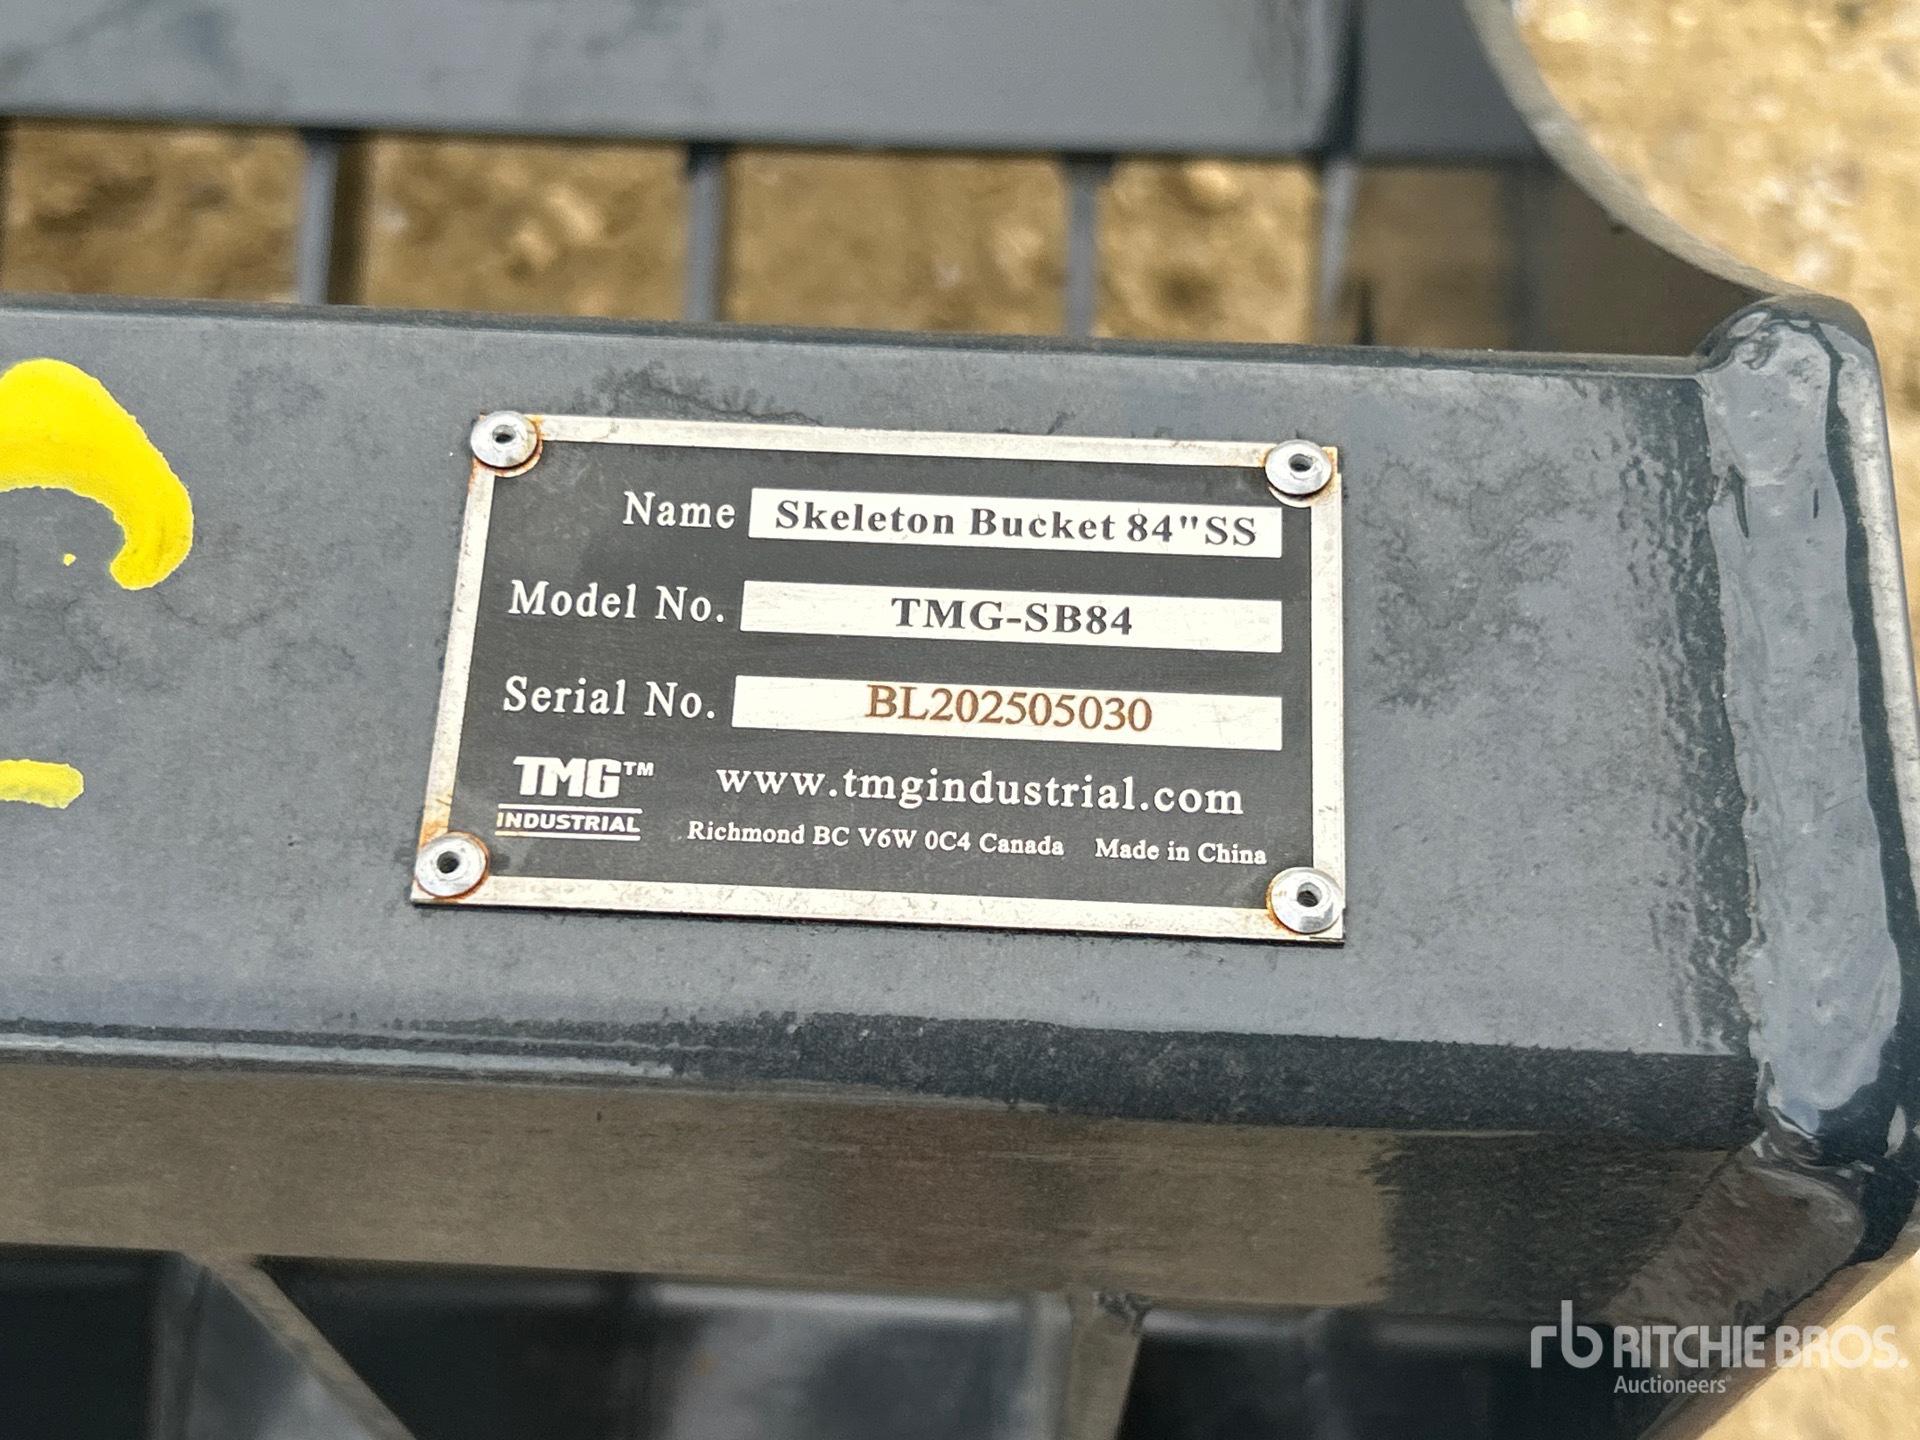 Name Skeleton Bucket 84"SS
Model No. TMG-SB84
Serial No. BL202505030
TMG™ www.tmgindustrial.com
INDUSTRIAL
Richmond BC V6W 0C4 Canada Made in China
rb RITCHIE BROS.
Auctioneers